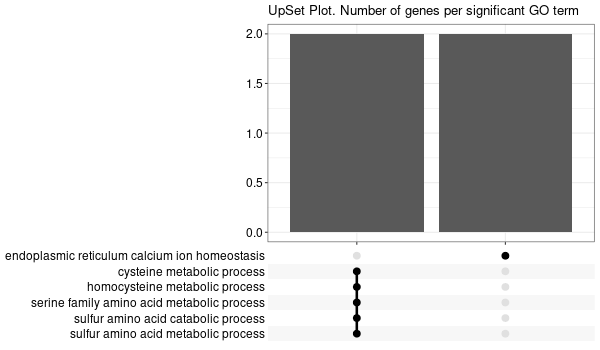 UpSet Plot. Number of genes per significant GO term
2.0
1.5
1.0
0.5
0.0
endoplasmic reticulum calcium ion homeostasis
cysteine metabolic process
homocysteine metabolic process
serine family amino acid metabolic process
sulfur amino acid catabolic process
sulfur amino acid metabolic process